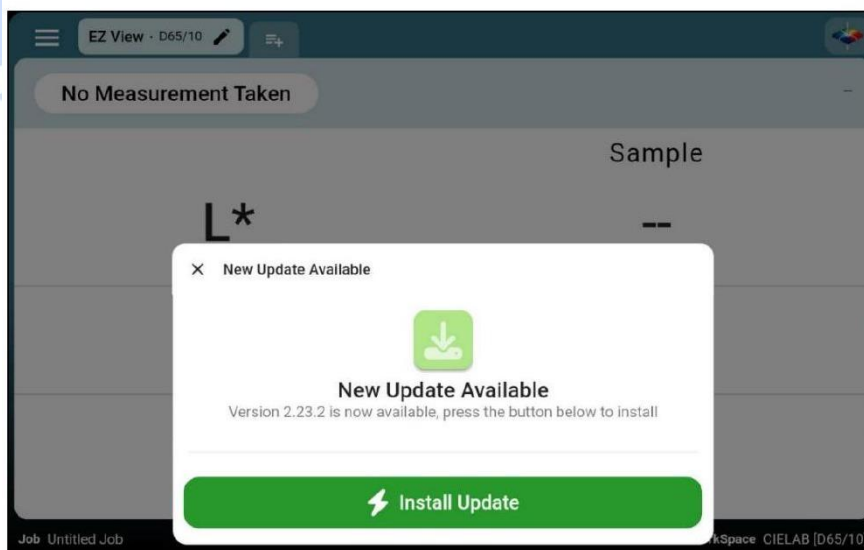 EZ View · D65/10
No Measurement Taken
–
Sample
L*
--
New Update Available
New Update Available
Version 2.23.2 is now available, press the button below to install
Install Update
Job Untitled Job
kSpace CIELAB [D65/10